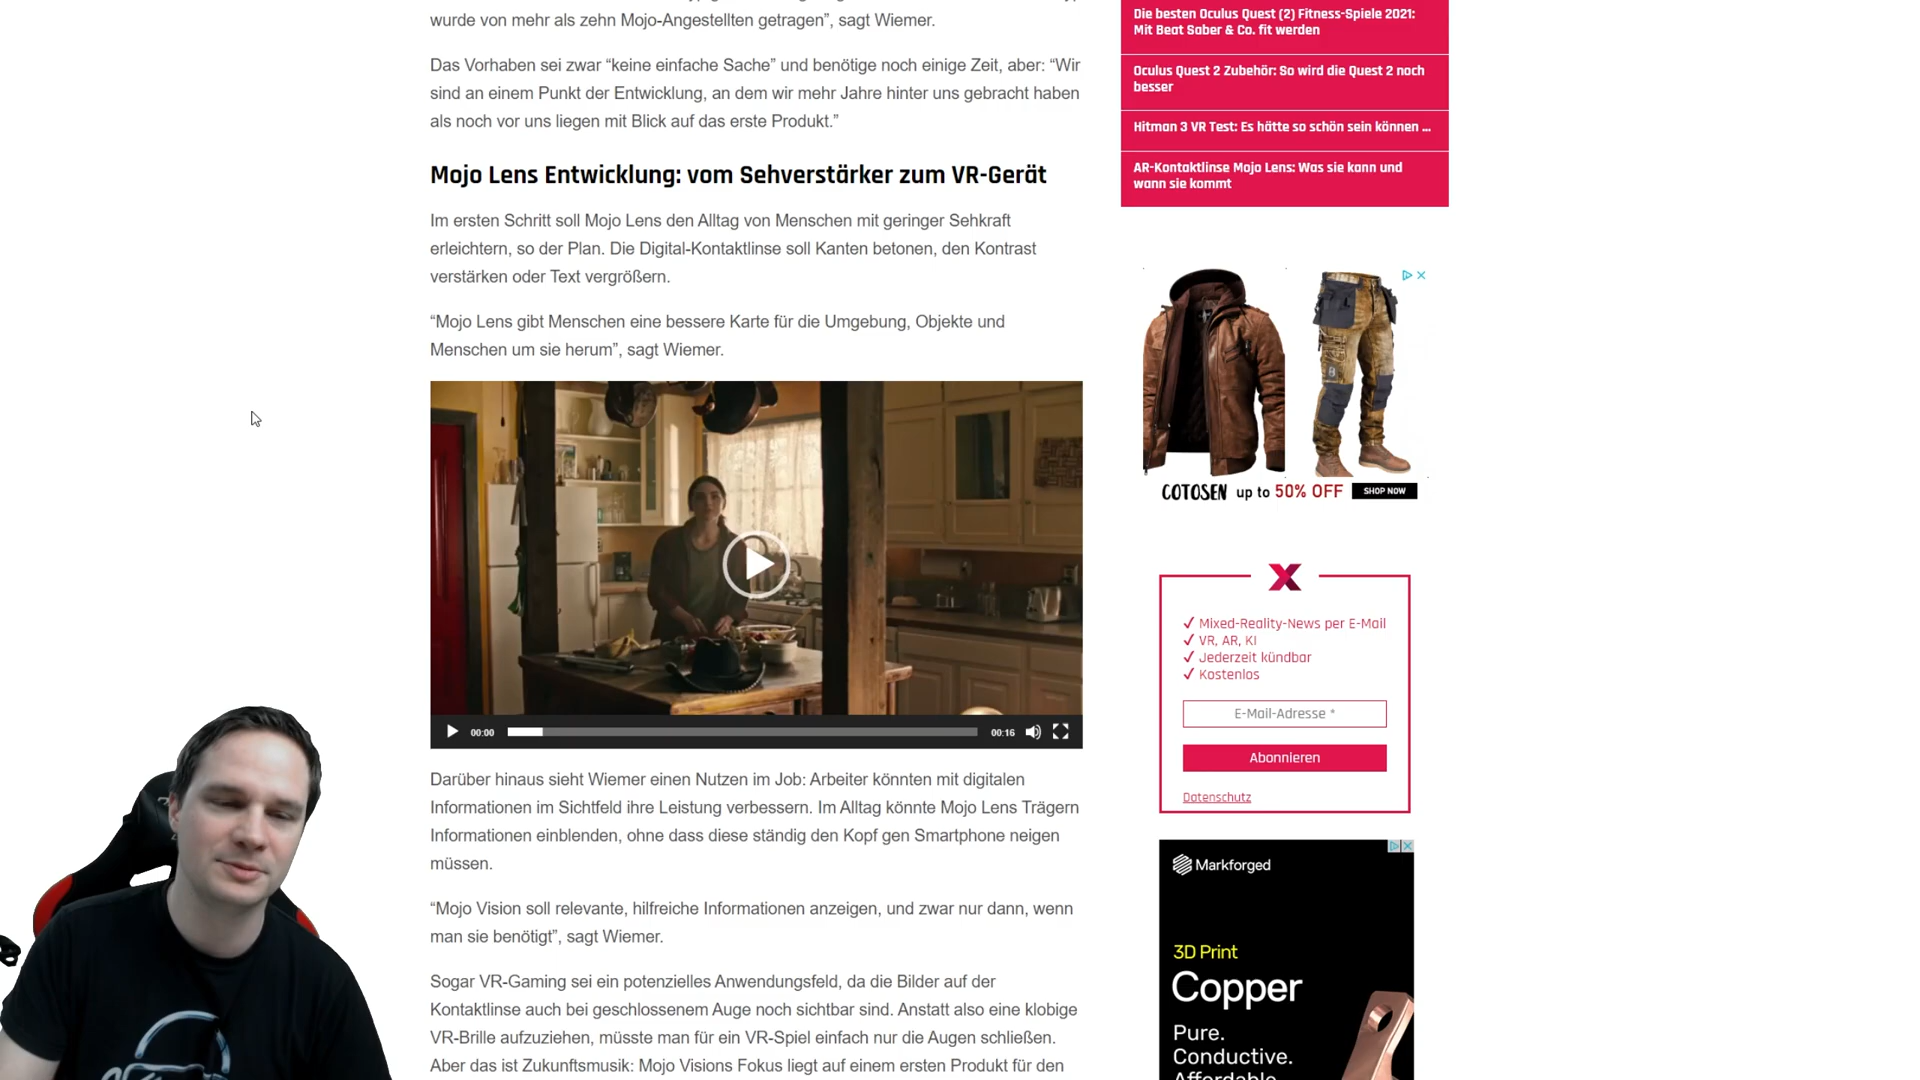 wurde von mehr als zehn Mojo-Angestellten getragen”, sagt Wiemer.
Das Vorhaben sei zwar “keine einfache Sache” und benötige noch einige Zeit, aber: “Wir
sind an einem Punkt der Entwicklung, an dem wir mehr Jahre hinter uns gebracht haben
als noch vor uns liegen mit Blick auf das erste Produkt.”
Mojo Lens Entwicklung: vom Sehverstärker zum VR-Gerät
Im ersten Schritt soll Mojo Lens den Alltag von Menschen mit geringer Sehkraft
erleichtern, so der Plan. Die Digital-Kontaktlinse soll Kanten betonen, den Kontrast
verstärken oder Text vergrößern.
“Mojo Lens gibt Menschen eine bessere Karte für die Umgebung, Objekte und
Menschen um sie herum”, sagt Wiemer.
00:00
00:16
Darüber hinaus sieht Wiemer einen Nutzen im Job: Arbeiter könnten mit digitalen
Informationen im Sichtfeld ihre Leistung verbessern. Im Alltag könnte Mojo Lens Trägern
Informationen einblenden, ohne dass diese ständig den Kopf gen Smartphone neigen
müssen.
“Mojo Vision soll relevante, hilfreiche Informationen anzeigen, und zwar nur dann, wenn
man sie benötigt”, sagt Wiemer.
Sogar VR-Gaming sei ein potenzielles Anwendungsfeld, da die Bilder auf der
Kontaktlinse auch bei geschlossenem Auge noch sichtbar sind. Anstatt also eine klobige
VR-Brille aufzuziehen, müsste man für ein VR-Spiel einfach nur die Augen schließen.
Aber das ist Zukunftsmusik: Mojo Visions Fokus liegt auf einem ersten Produkt für den
Die besten Oculus Quest (2) Fitness-Spiele 2021:
Mit Beat Saber & Co. fit werden
Oculus Quest 2 Zubehör: So wird die Quest 2 noch
besser
Hitman 3 VR Test: Es hätte so schön sein können ...
AR-Kontaktlinse Mojo Lens: Was sie kann und
wann sie kommt
COTOSEN up to 50% OFF SHOP NOW
X
✓ Mixed-Reality-News per E-Mail
✓ VR, AR, KI
✓ Jederzeit kündbar
✓ Kostenlos
E-Mail-Adresse *
Abonnieren
Datenschutz
Markforged
3D Print
Copper
Pure.
Conductive.
Affordable.